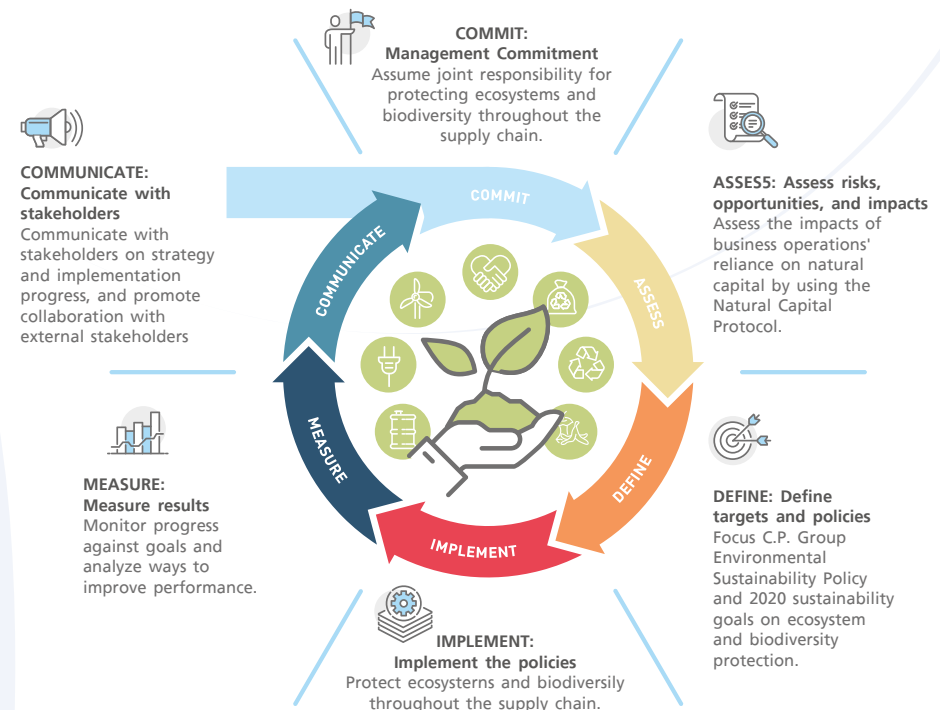 COMMIT:
Management Commitment
Assume joint responsibility for
protecting ecosystems and
biodiversity throughout the
supply chain.
ASSES5: Assess risks,
opportunities, and impacts
Assess the impacts of
business operations'
reliance on natural
capital by using the
Natural Capital
Protocol.
DEFINE: Define
targets and policies
Focus C.P. Group
Environmental
Sustainability Policy
and 2020 sustainability
goals on ecosystem
and biodiversity
protection.
IMPLEMENT:
Implement the policies
Protect ecosysterns and biodiversily
throughout the supply chain.
MEASURE:
Measure results
Monitor progress
against goals and
analyze ways to
improve performance.
COMMUNICATE:
Communicate with
stakeholders
Communicate with
stakeholders on strategy
and implementation
progress, and promote
collaboration with
external stakeholders
COMMIT
ASSESS
DEFINE
IMPLEMENT
MEASURE
COMMUNICATE